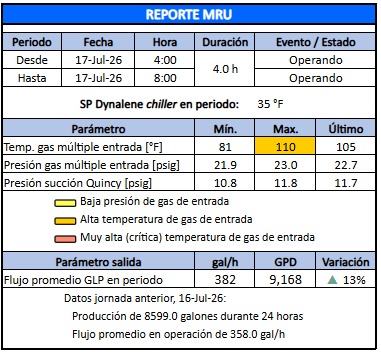 REPORTE MRU
Periodo Fecha Hora Duración Evento / Estado
Desde 17-Jul-26 4:00 4.0 h Operando
Hasta 17-Jul-26 8:00 Operando
SP Dynalene chiller en periodo: 35 °F
Parámetro Mín. Max. Último
Temp. gas múltiple entrada [°F] 81 110 105
Presión gas múltiple entrada [psig] 21.9 23.0 22.7
Presión succión Quincy [psig] 10.8 11.8 11.7
Baja presión de gas de entrada
Alta temperatura de gas de entrada
Muy alta (crítica) temperatura de gas de entrada
Parámetro salida gal/h GPD Variación
Flujo promedio GLP en periodo 382 9,168 ▲ 13%
Datos jornada anterior, 16-Jul-26:
Producción de 8599.0 galones durante 24 horas
Flujo promedio en operación de 358.0 gal/h